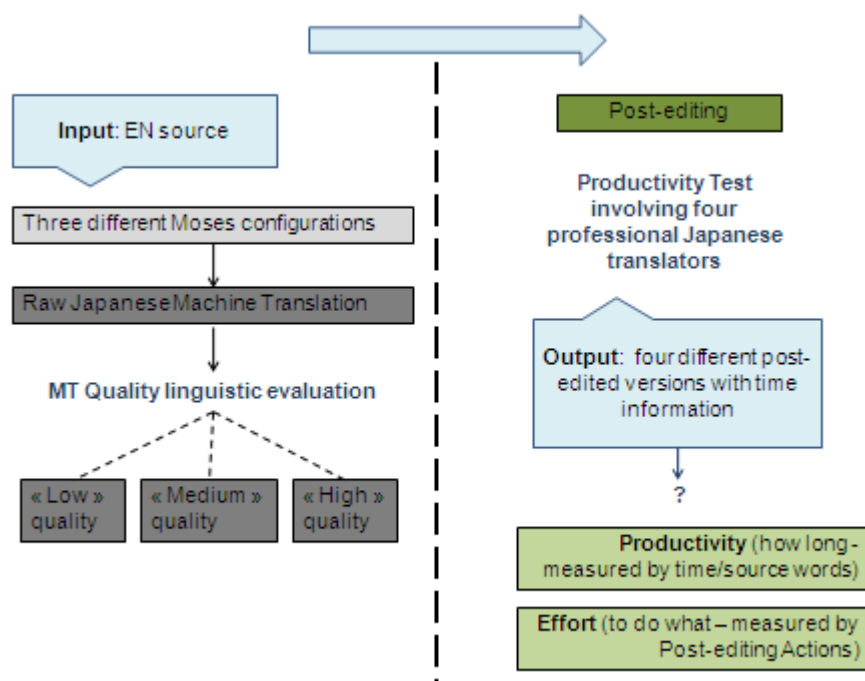 Input: EN source
Three different Moses configurations
Raw Japanese Machine Translation
MT Quality linguistic evaluation
« Low »
quality
« Medium »
quality
« High »
quality
Post-editing
Productivity Test
involving four
professional Japanese
translators
Output:  four different post-
edited versions with time
information
?
Productivity (how long -
measured by time/source words)
Effort (to do what – measured by
Post-editing Actions)